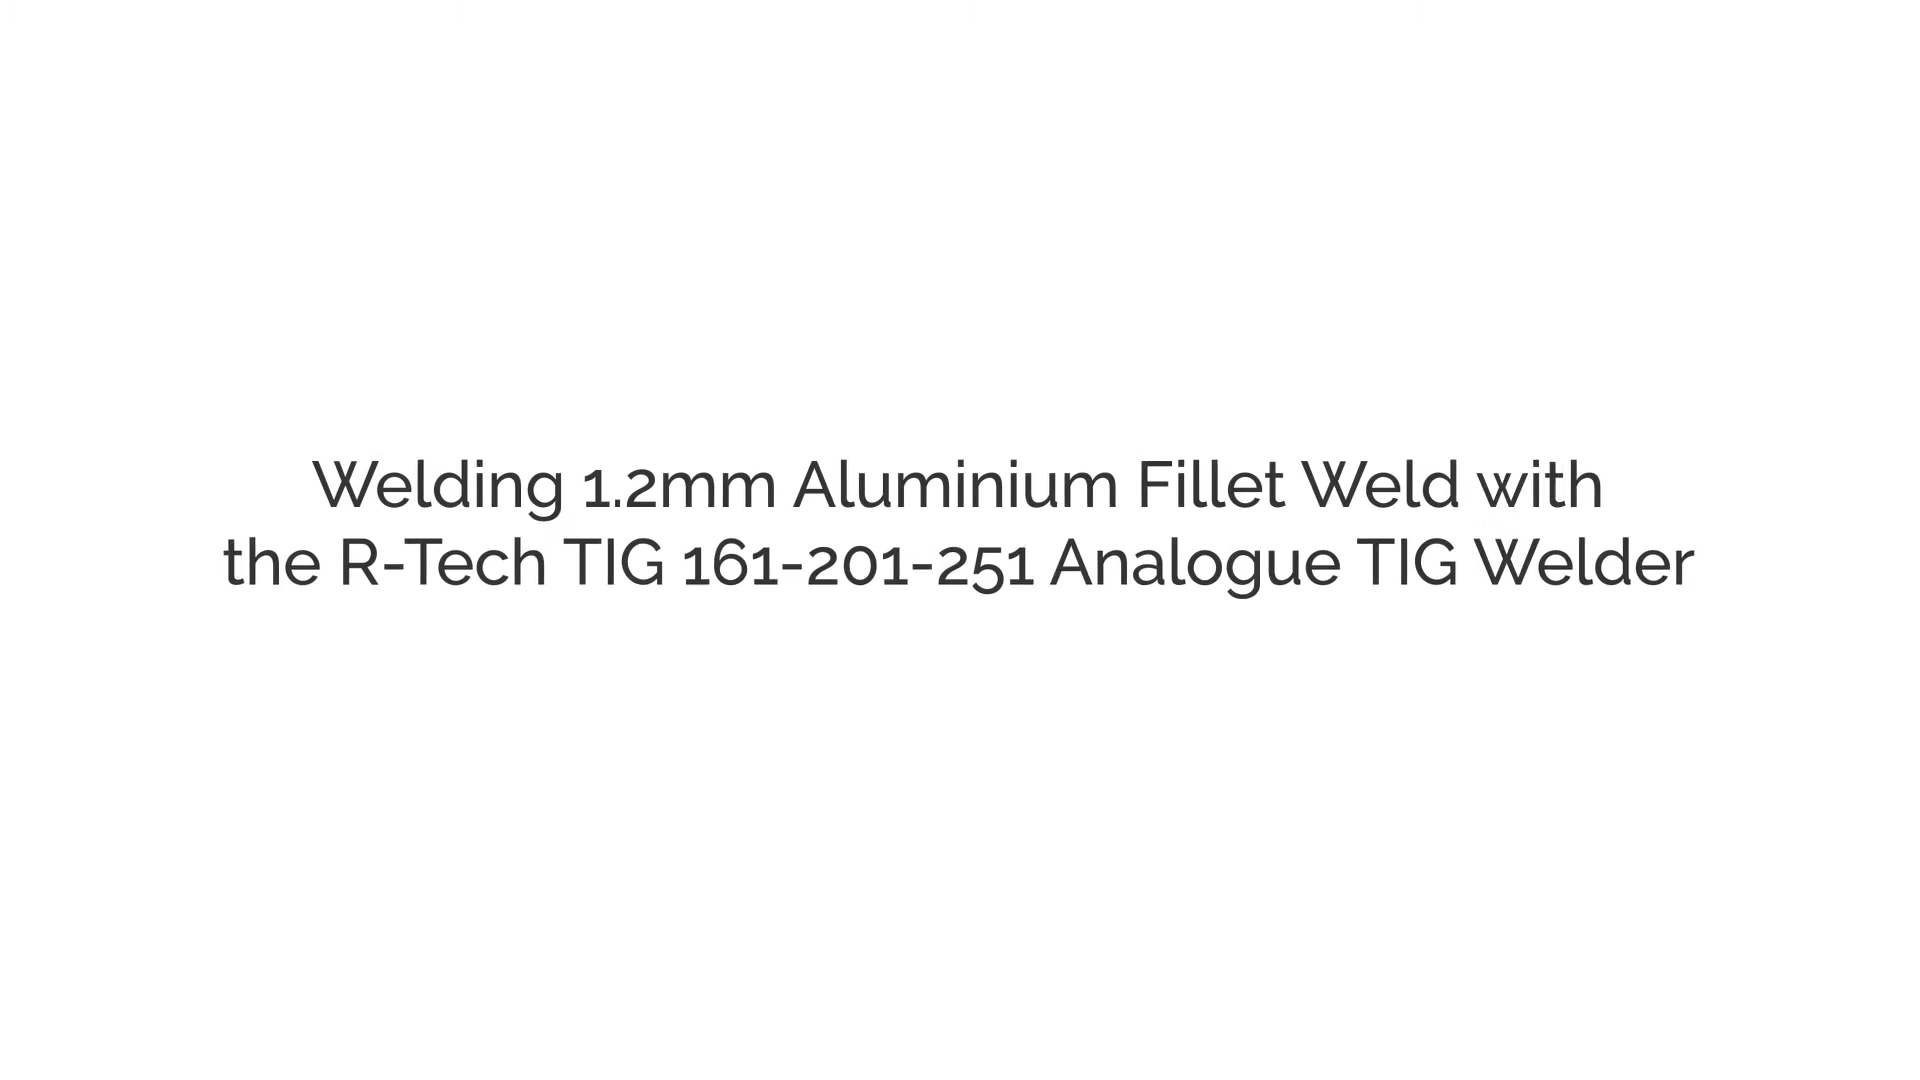 Welding 1.2mm Aluminium Fillet Weld with
the R-Tech TIG 161-201-251 Analogue TIG Welder